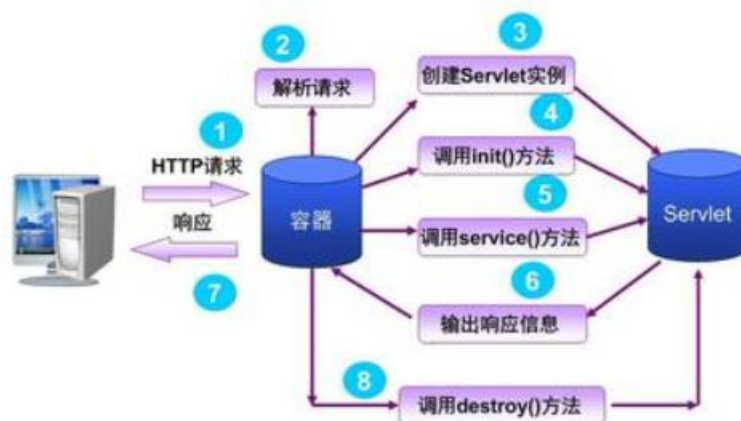 3
2
创建Servlet实例
解析请求
4
1
调用init()方法
HTTP请求
5
Servlet
容器
响应
调用service()方法
6
7
输出响应信息
8
调用destroy()方法